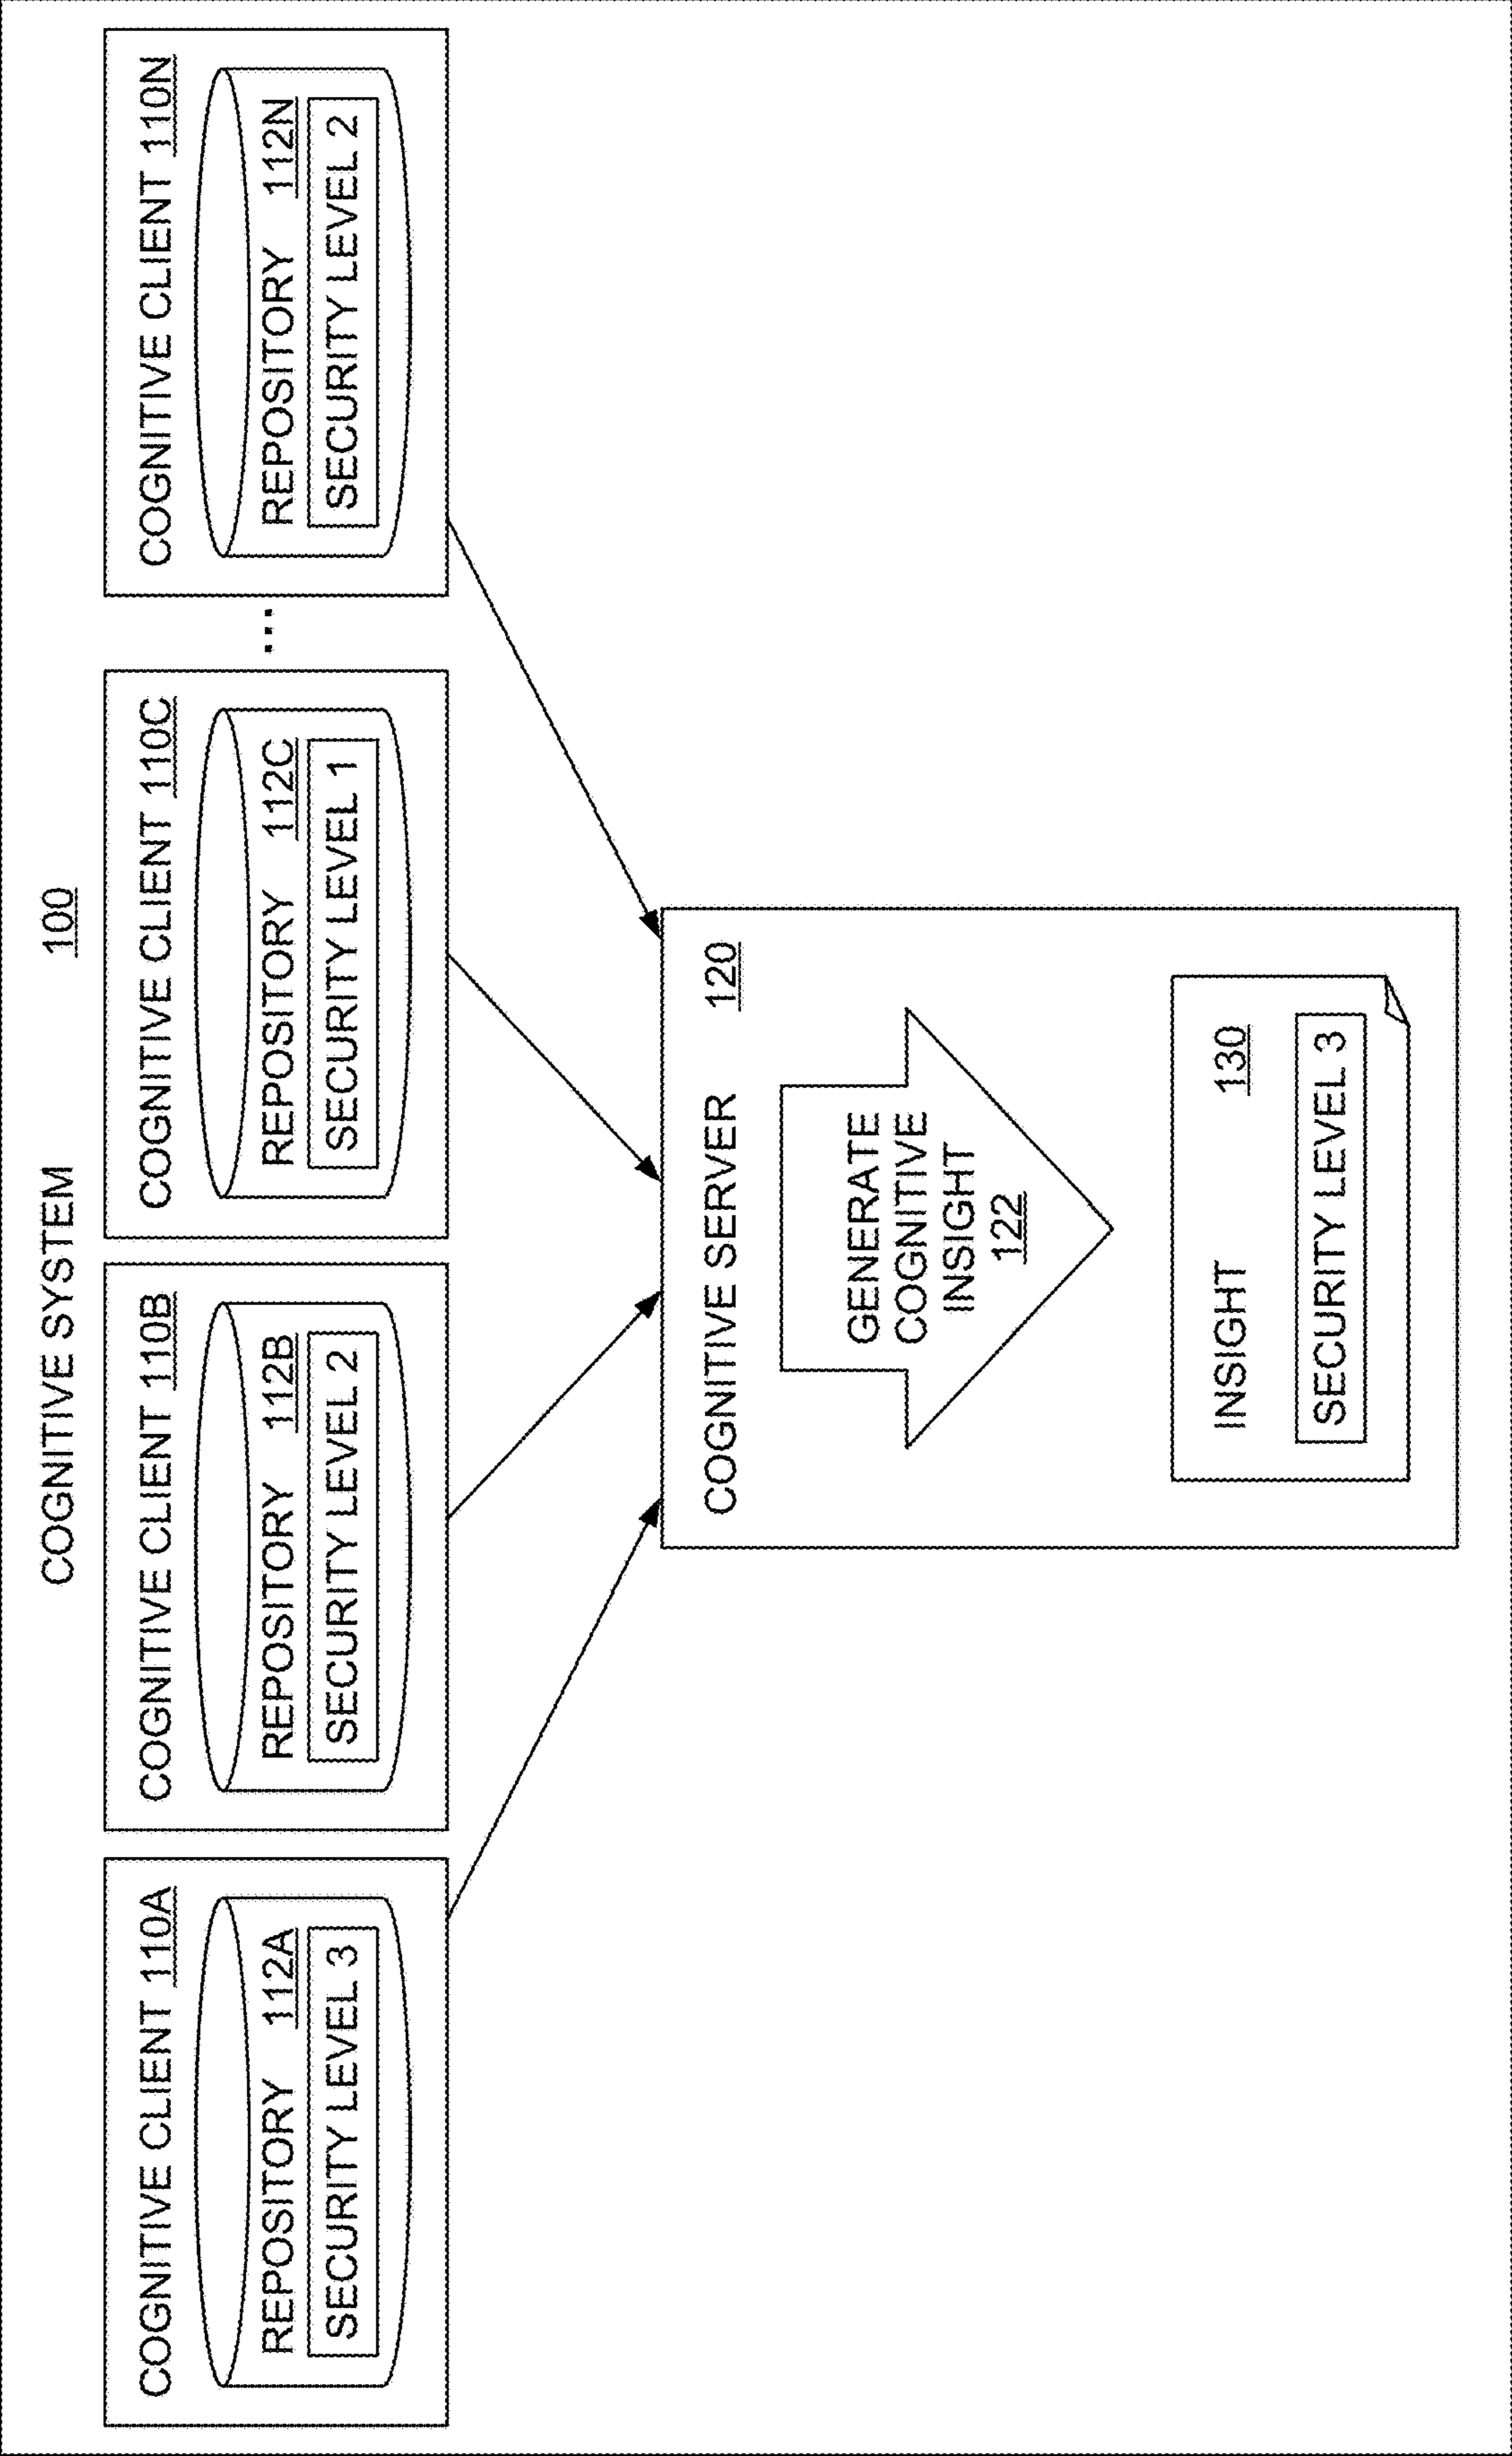 COGNITIVE SYSTEM 100
COGNITIVE CLIENT 110A
REPOSITORY 112A
SECURITY LEVEL 3
COGNITIVE CLIENT 110B
REPOSITORY 112B
SECURITY LEVEL 2
COGNITIVE CLIENT 110C
REPOSITORY 112C
SECURITY LEVEL 1
...
COGNITIVE CLIENT 110N
REPOSITORY 112N
SECURITY LEVEL 2
COGNITIVE SERVER 120
GENERATE
COGNITIVE
INSIGHT
122
INSIGHT 130
SECURITY LEVEL 3